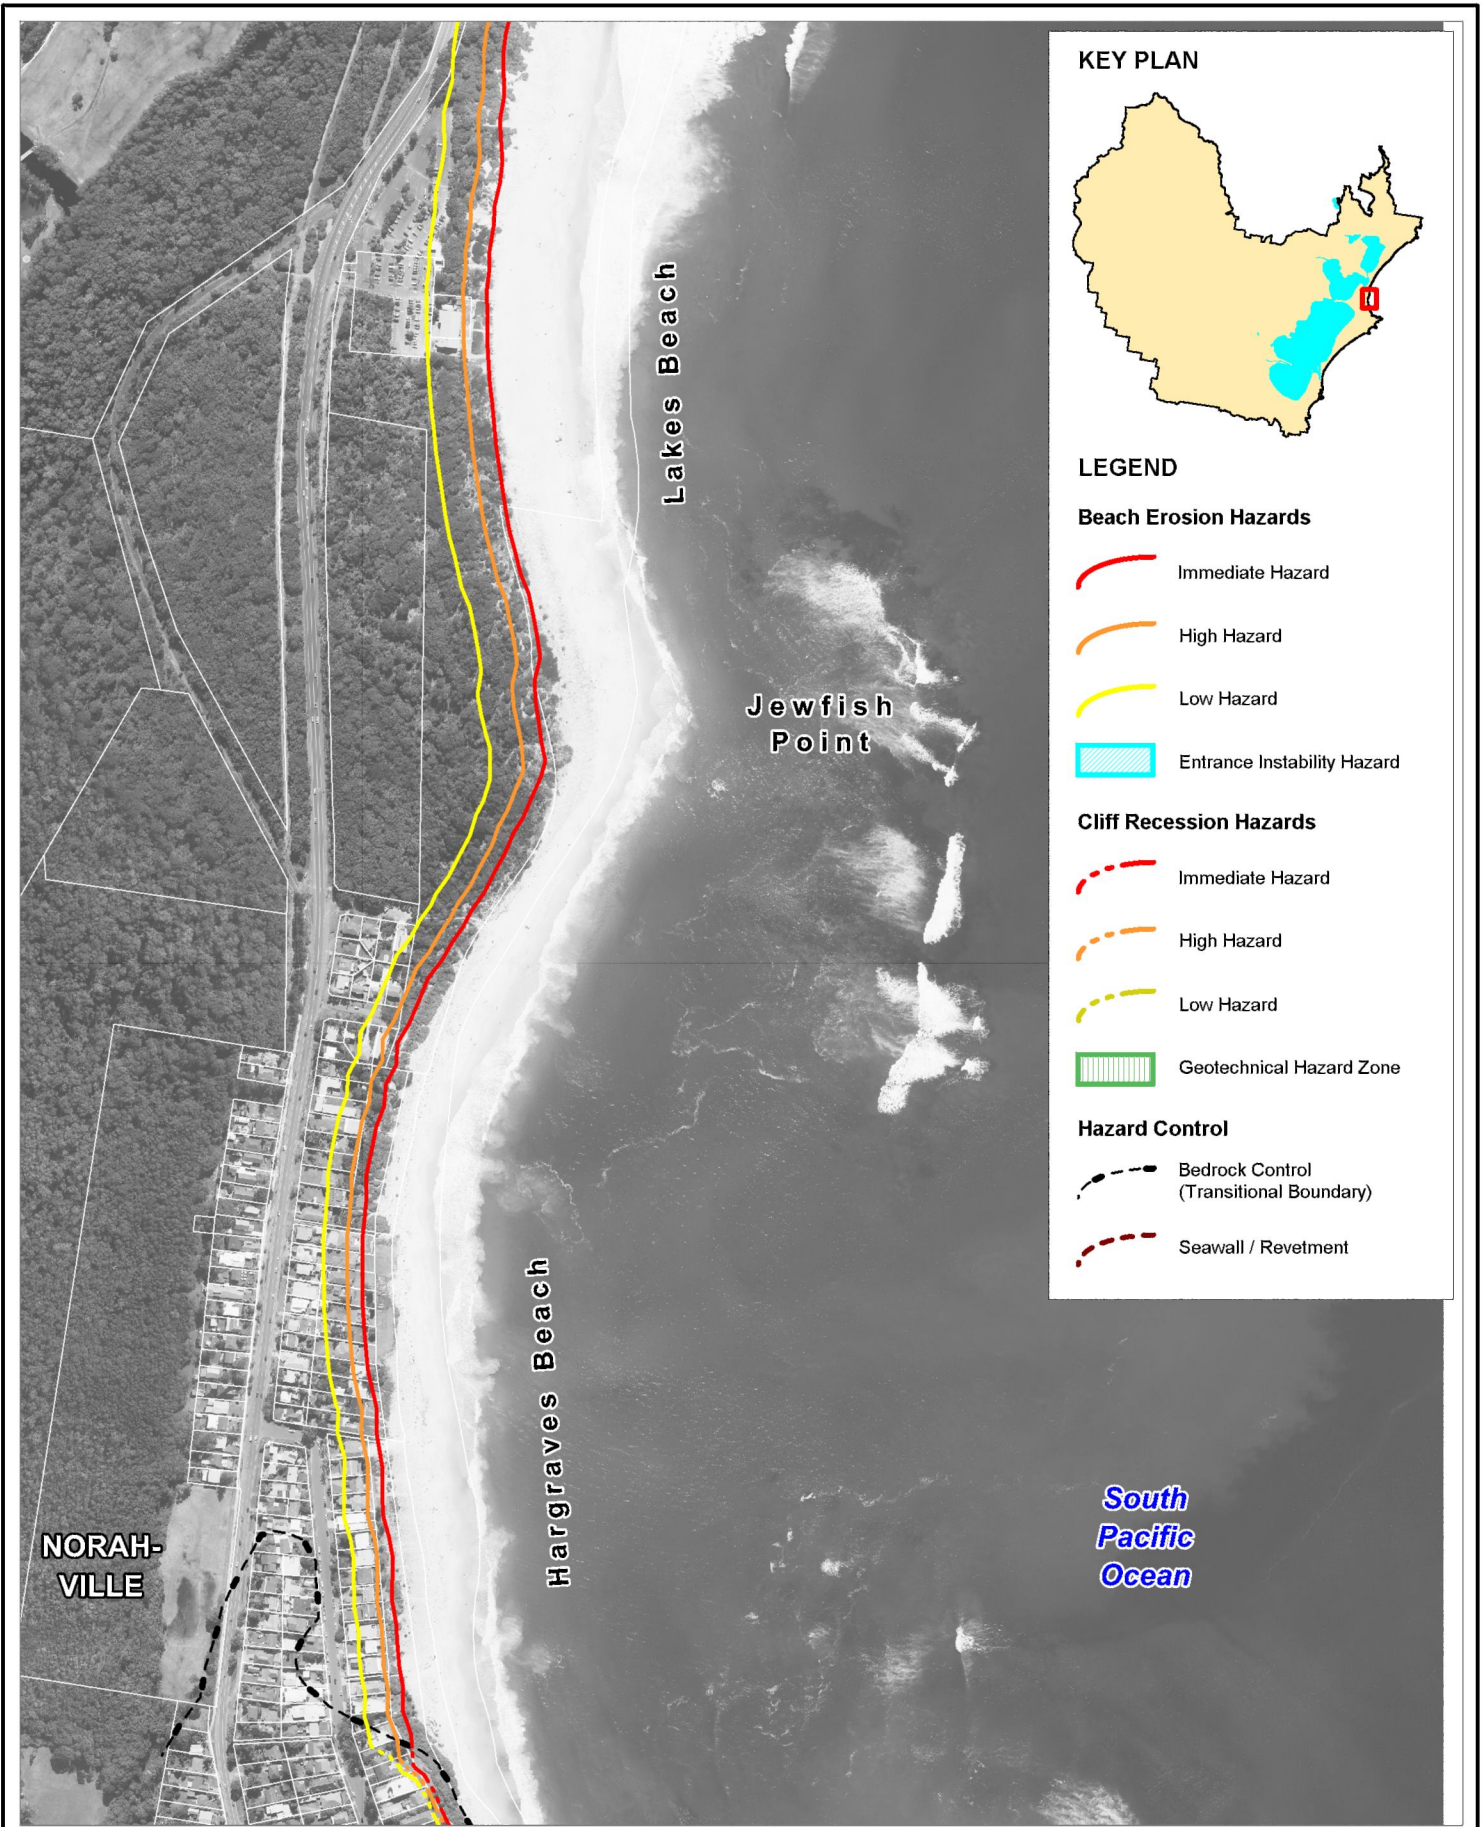 KEY PLAN
LEGEND
Beach Erosion Hazards
Immediate Hazard
High Hazard
Low Hazard
Entrance Instability Hazard
Cliff Recession Hazards
Immediate Hazard
High Hazard
Low Hazard
Geotechnical Hazard Zone
Hazard Control
Bedrock Control
(Transitional Boundary)
Seawall / Revetment
Lakes Beach
Jewfish
Point
Hargraves Beach
South
Pacific
Ocean
NORAH-
VILLE